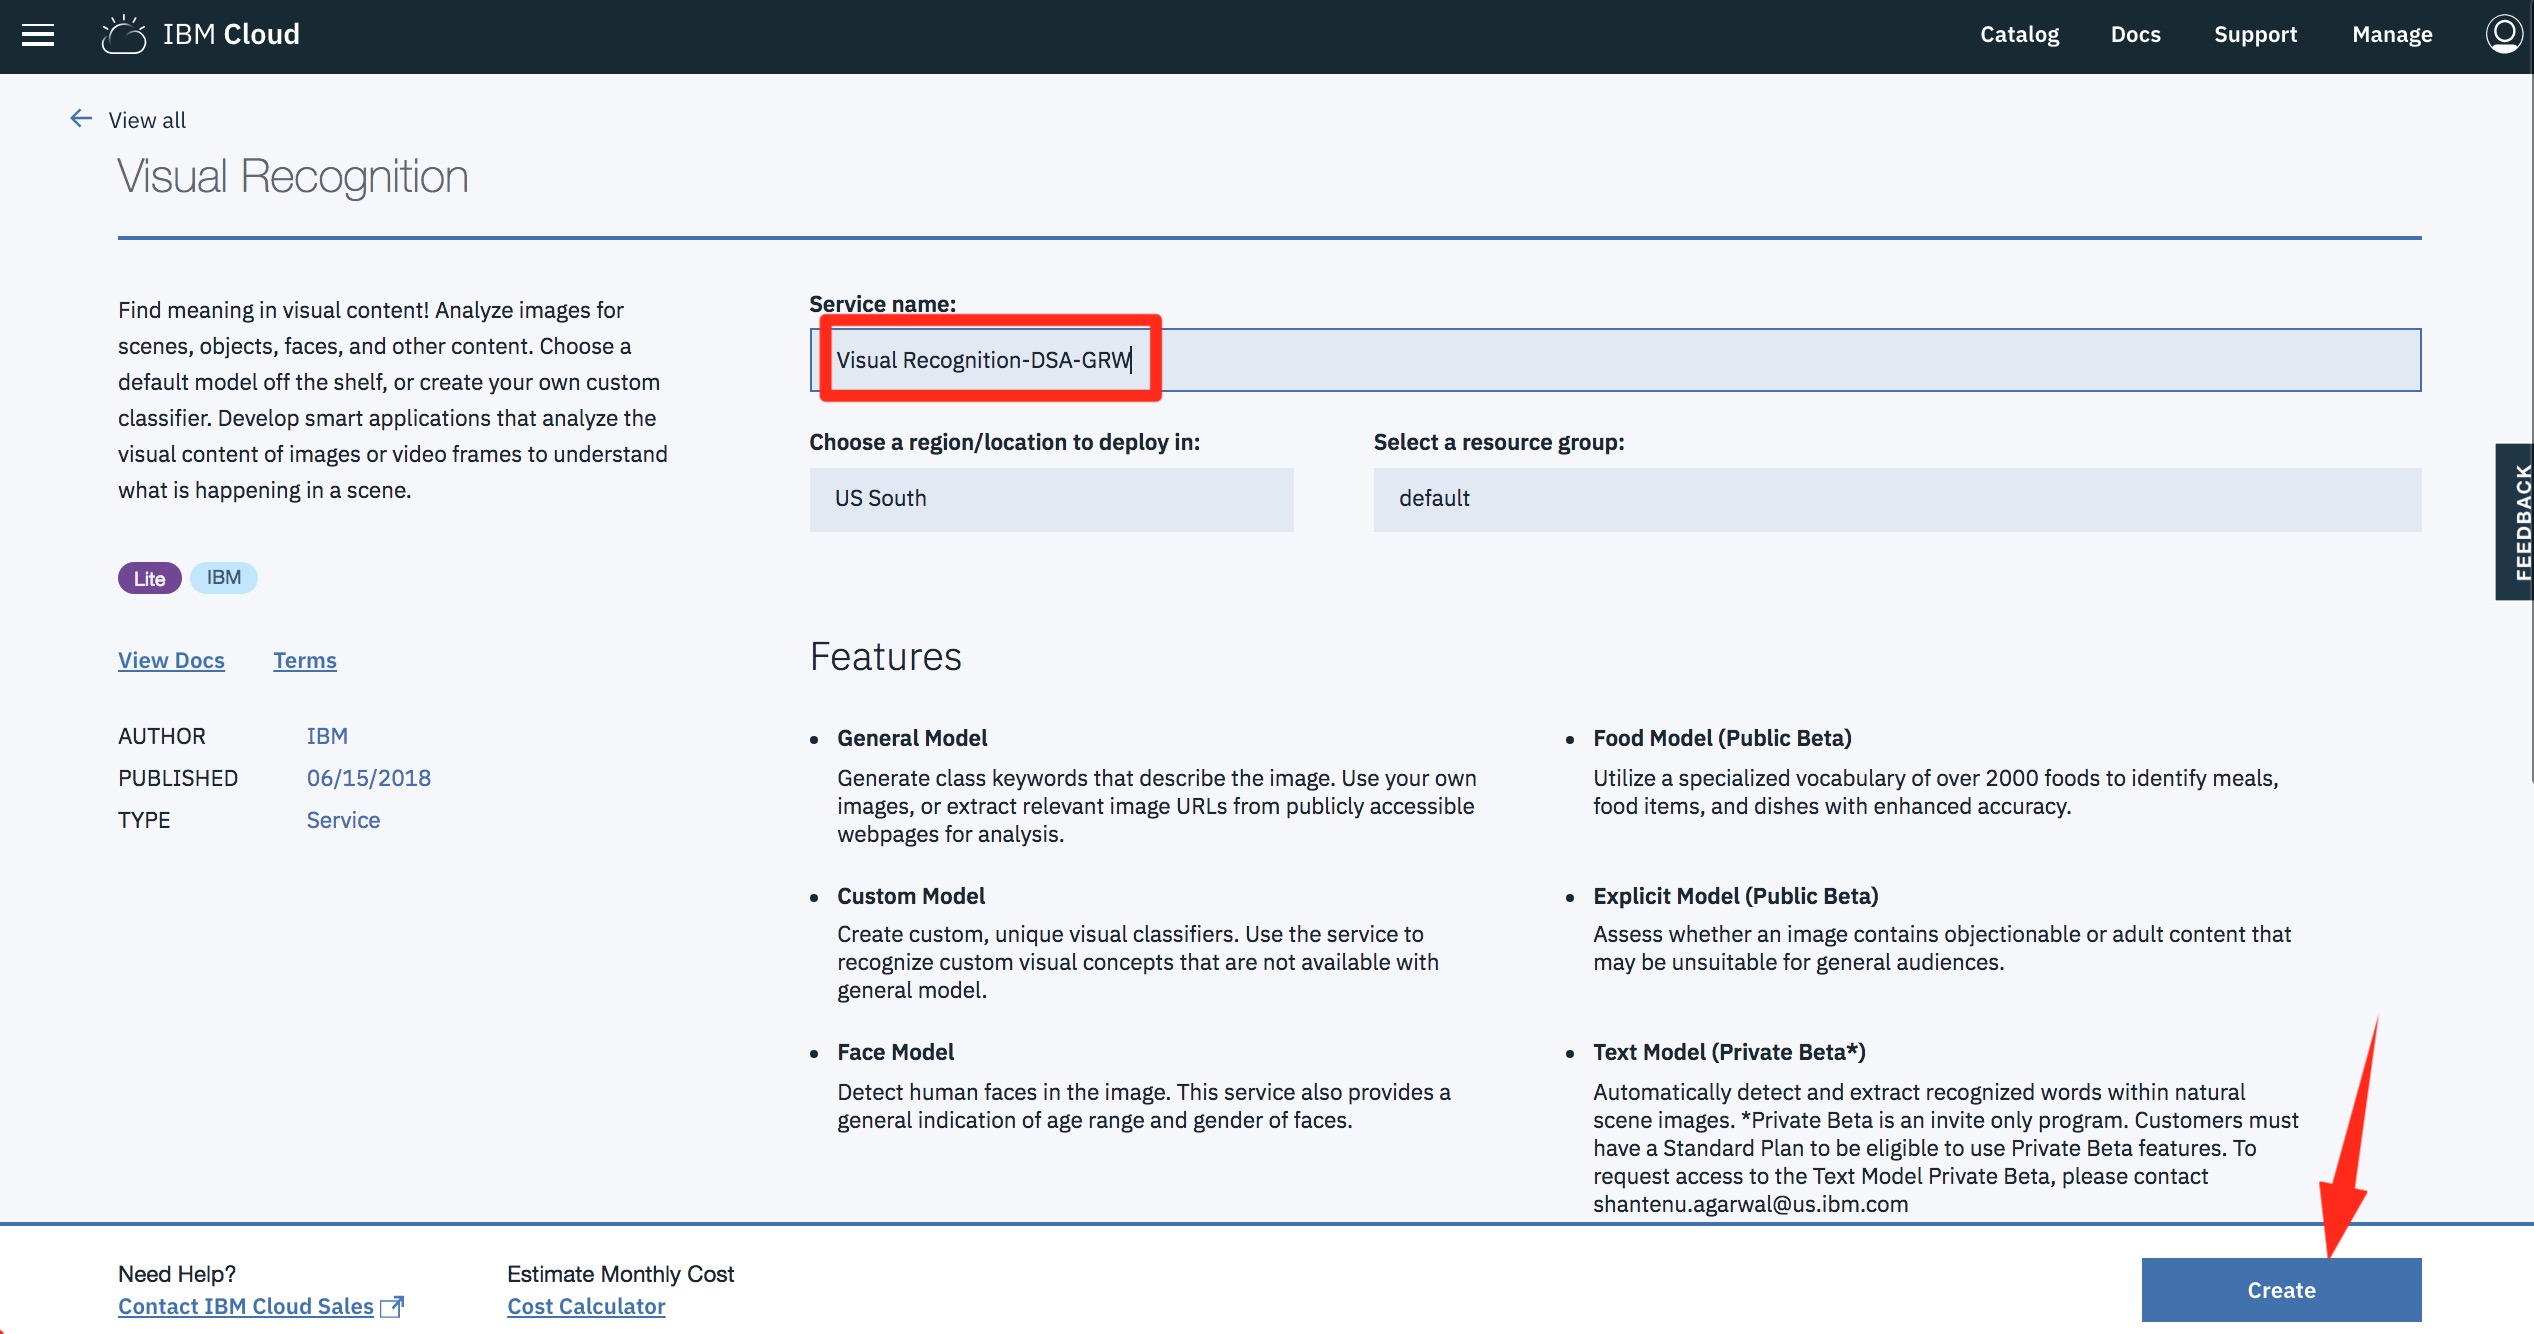 IBM Cloud
Catalog
Docs
Support
Manage
View all
Visual Recognition
Find meaning in visual content! Analyze images for
scenes, objects, faces, and other content. Choose a
default model off the shelf, or create your own custom
classifier. Develop smart applications that analyze the
visual content of images or video frames to understand
what is happening in a scene.
Lite
IBM
View Docs
Terms
AUTHOR
IBM
PUBLISHED
06/15/2018
TYPE
Service
Service name:
Visual Recognition-DSA-GRW
Choose a region/location to deploy in:
US South
Select a resource group:
default
Features
General Model
Generate class keywords that describe the image. Use your own
images, or extract relevant image URLs from publicly accessible
webpages for analysis.
Custom Model
Create custom, unique visual classifiers. Use the service to
recognize custom visual concepts that are not available with
general model.
Face Model
Detect human faces in the image. This service also provides a
general indication of age range and gender of faces.
Food Model (Public Beta)
Utilize a specialized vocabulary of over 2000 foods to identify meals,
food items, and dishes with enhanced accuracy.
Explicit Model (Public Beta)
Assess whether an image contains objectionable or adult content that
may be unsuitable for general audiences.
Text Model (Private Beta*)
Automatically detect and extract recognized words within natural
scene images. *Private Beta is an invite only program. Customers must
have a Standard Plan to be eligible to use Private Beta features. To
request access to the Text Model Private Beta, please contact
shantenu.agarwal@us.ibm.com
FEEDBACK
Need Help?
Contact IBM Cloud Sales
Estimate Monthly Cost
Cost Calculator
Create